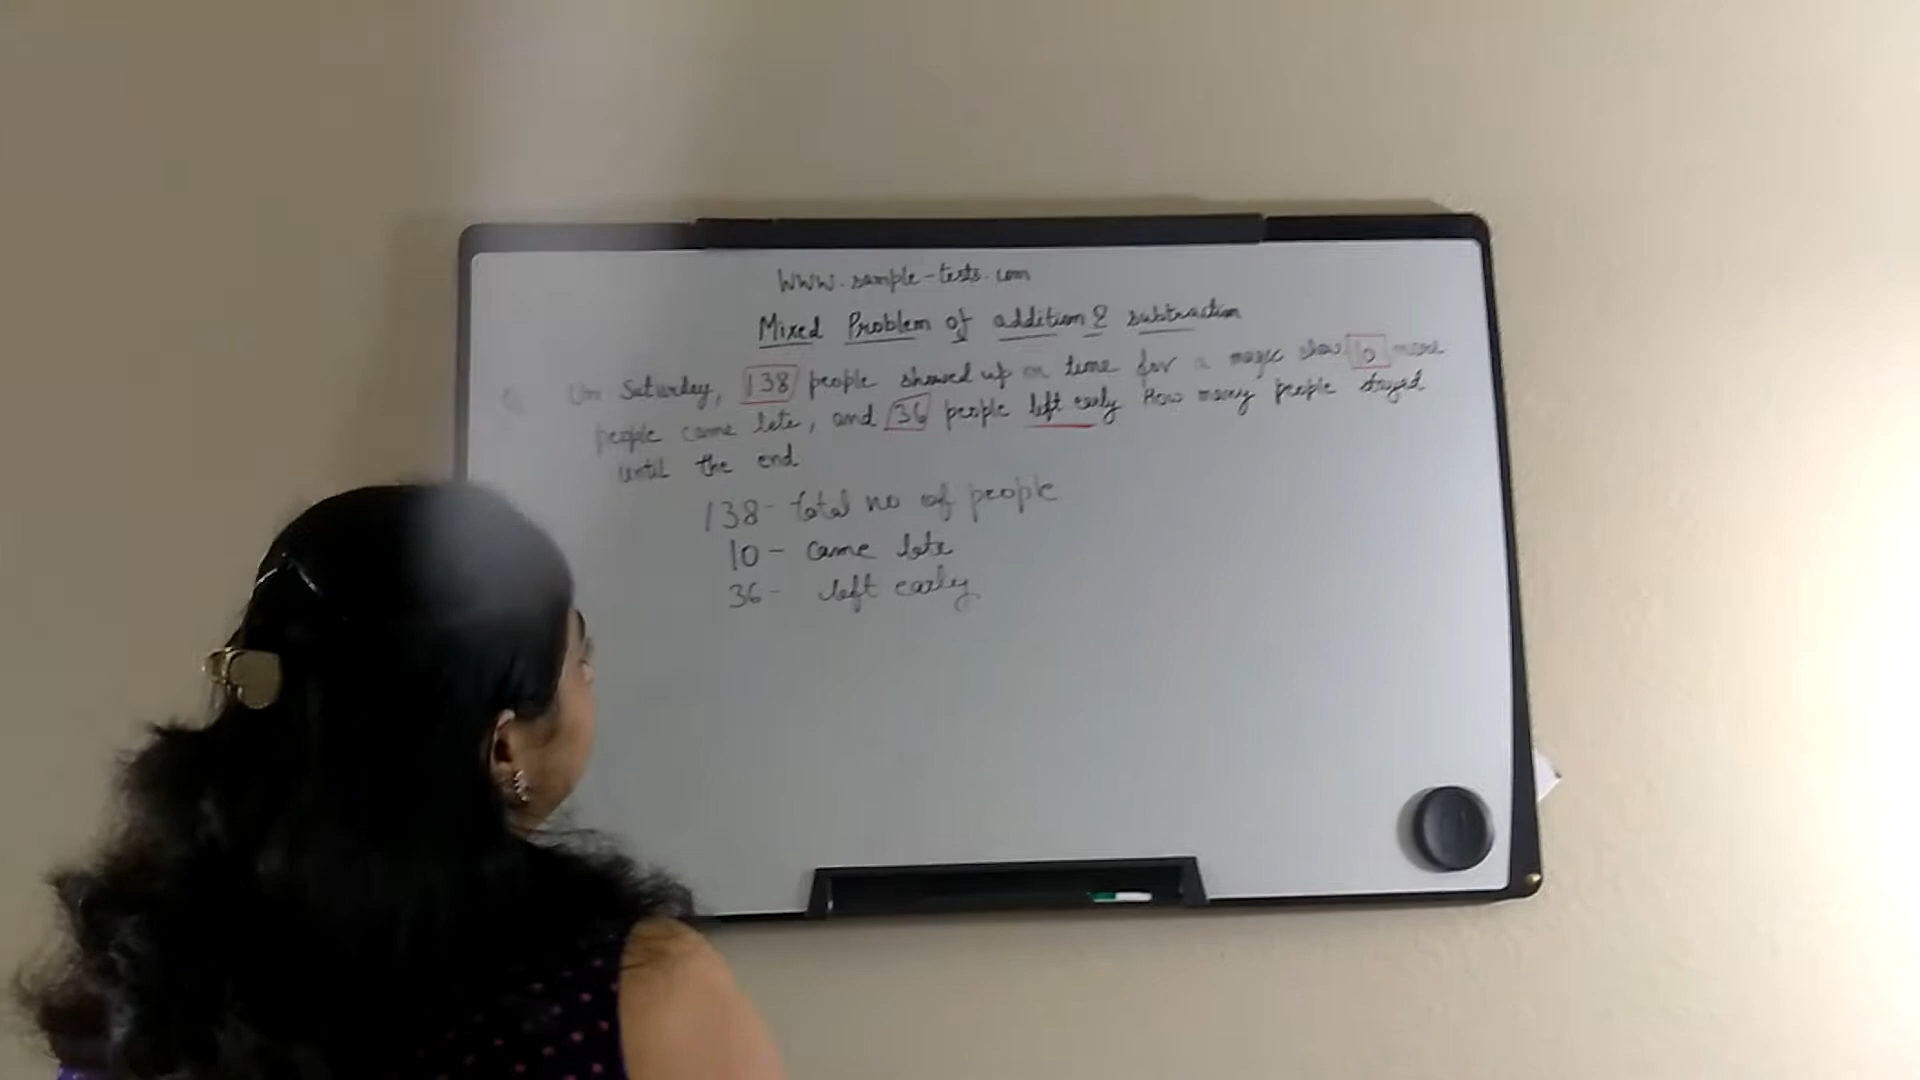 WWW.sample-tests.com
Mixed Problem of addition & subtraction
On Saturday, 138 people showed up on time for a magic show 10 more
people came late, and 36 people left early How many people stayed
until the end
138- total no of people
10 - came late
36- left early